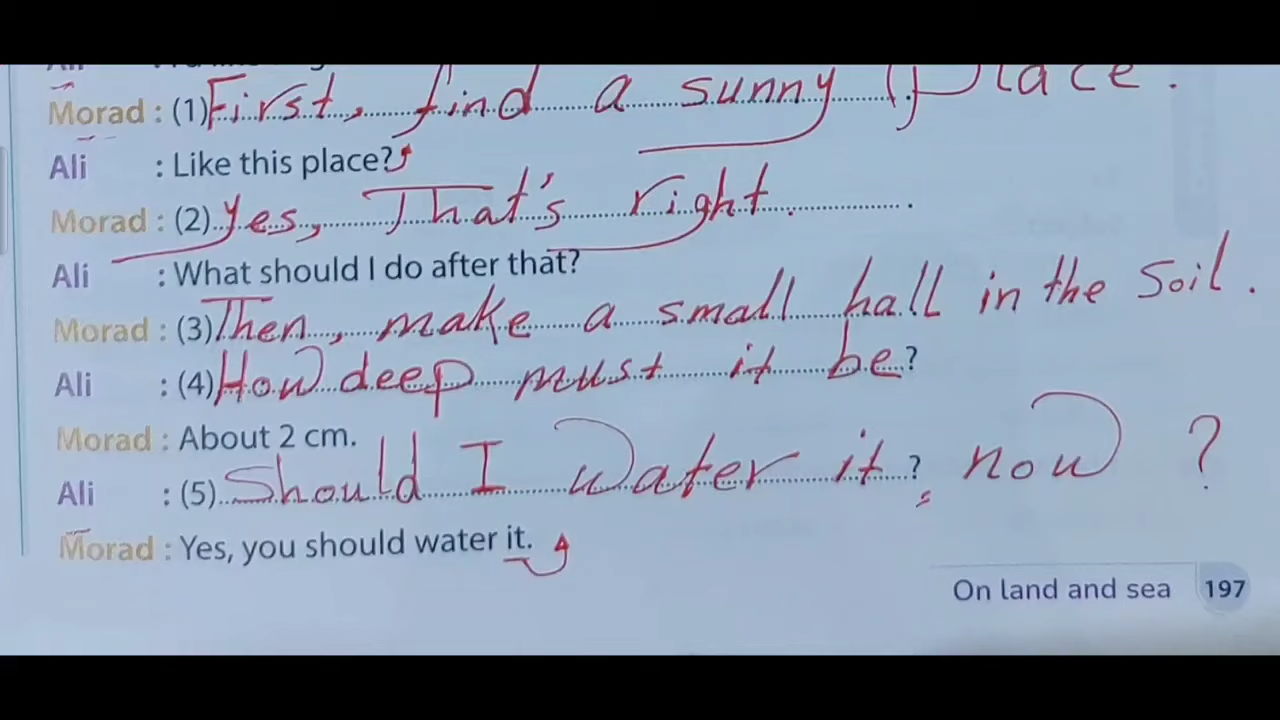 Morad : (1) First, find a sunny place.
Ali : Like this place?
Morad : (2) Yes, That's right.
Ali : What should I do after that?
Morad : (3) Then, make a small hall in the soil.
Ali : (4) How deep must it be?
Morad : About 2 cm.
Ali : (5) Should I water it ? now ?
Morad : Yes, you should water it.
On land and sea 197